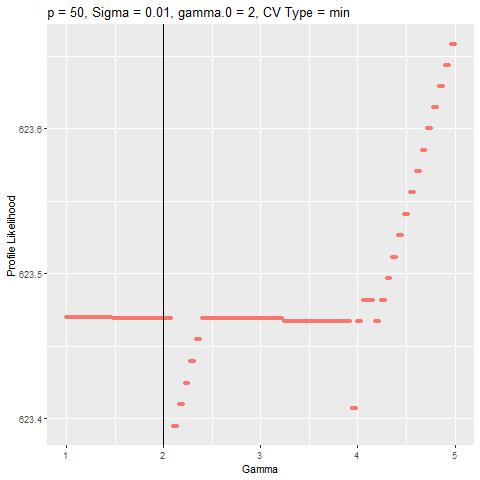 p = 50, Sigma = 0.01, gamma.0 = 2, CV Type = min
Profile Likelihood
623.6
623.5
623.4
1 2 3 4 5
Gamma